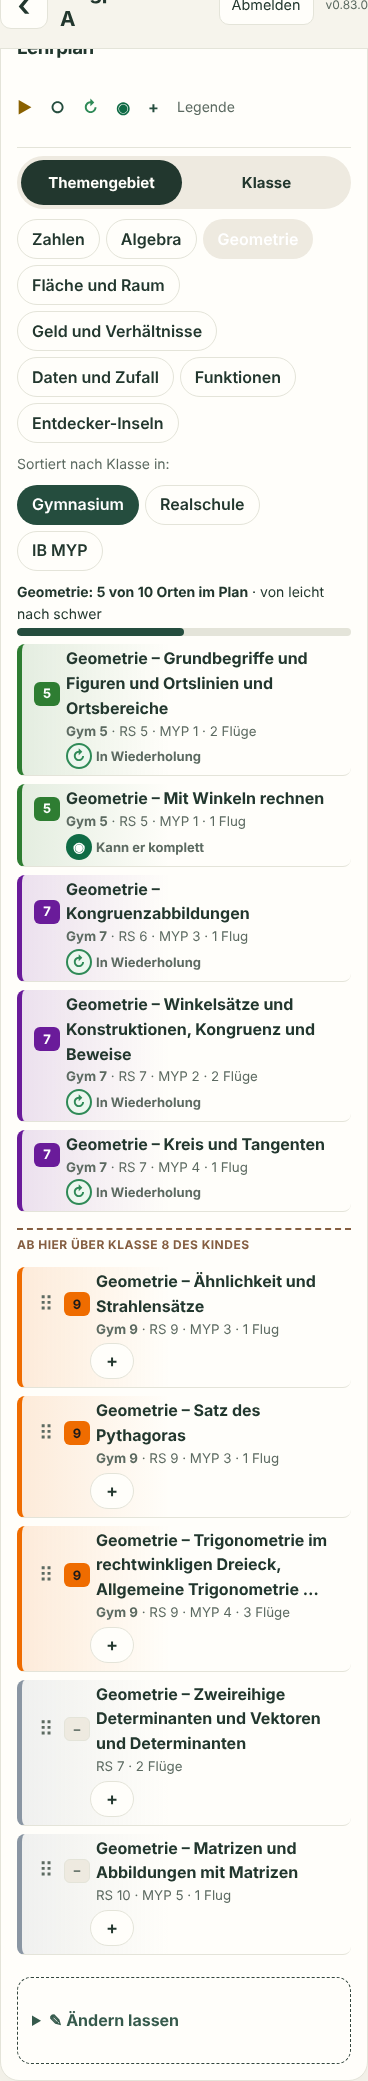 A
Abmelden
v0.83.0
Lehrplan
Legende
Themengebiet
Klasse
Zahlen
Algebra
Geometrie
Fläche und Raum
Geld und Verhältnisse
Daten und Zufall
Funktionen
Entdecker-Inseln
Sortiert nach Klasse in:
Gymnasium
Realschule
IB MYP
Geometrie: 5 von 10 Orten im Plan · von leicht
nach schwer
5
Geometrie – Grundbegriffe und
Figuren und Ortslinien und
Ortsbereiche
Gym 5 · RS 5 · MYP 1 · 2 Flüge
In Wiederholung
5
Geometrie – Mit Winkeln rechnen
Gym 5 · RS 5 · MYP 1 · 1 Flug
Kann er komplett
7
Geometrie –
Kongruenzabbildungen
Gym 7 · RS 6 · MYP 3 · 1 Flug
In Wiederholung
7
Geometrie – Winkelsätze und
Konstruktionen, Kongruenz und
Beweise
Gym 7 · RS 7 · MYP 2 · 2 Flüge
In Wiederholung
7
Geometrie – Kreis und Tangenten
Gym 7 · RS 7 · MYP 4 · 1 Flug
In Wiederholung
AB HIER ÜBER KLASSE 8 DES KINDES
9
Geometrie – Ähnlichkeit und
Strahlensätze
Gym 9 · RS 9 · MYP 3 · 1 Flug
+
9
Geometrie – Satz des
Pythagoras
Gym 9 · RS 9 · MYP 3 · 1 Flug
+
9
Geometrie – Trigonometrie im
rechtwinkligen Dreieck,
Allgemeine Trigonometrie ...
Gym 9 · RS 9 · MYP 4 · 3 Flüge
+
–
Geometrie – Zweireihige
Determinanten und Vektoren
und Determinanten
RS 7 · 2 Flüge
+
–
Geometrie – Matrizen und
Abbildungen mit Matrizen
RS 10 · MYP 5 · 1 Flug
+
▶ ✎ Ändern lassen